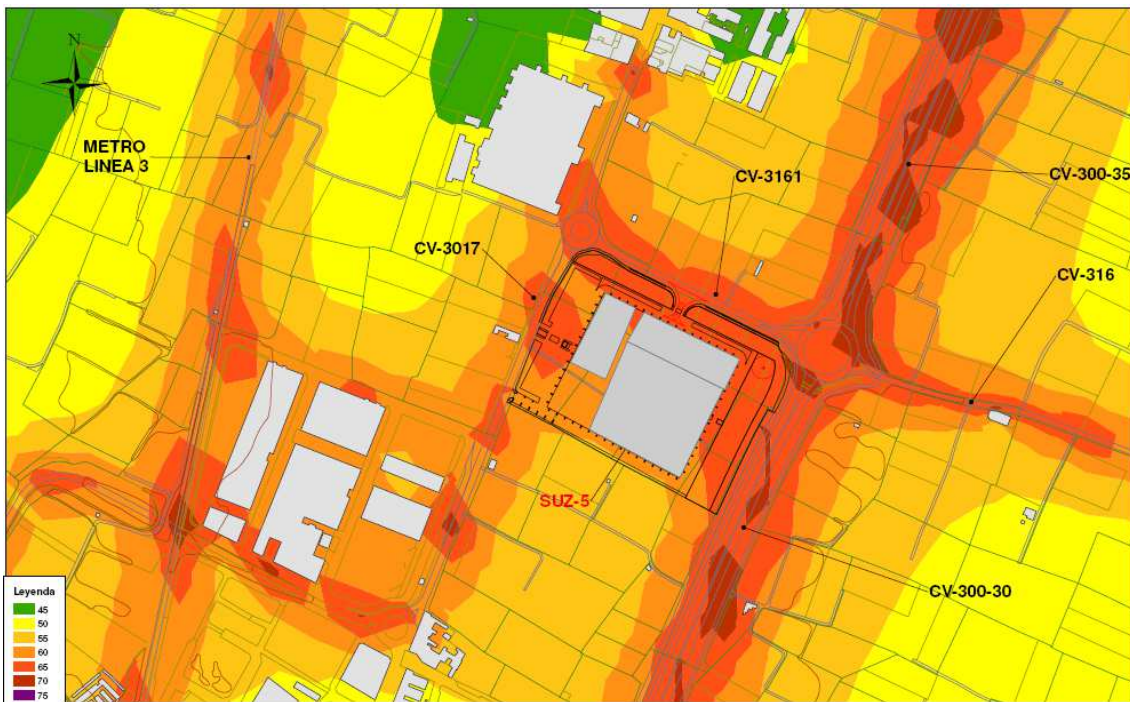 N
METRO
LINEA 3
CV-3161
CV-300-35
CV-3017
CV-316
SUZ-5
CV-300-30
Leyenda
45
50
55
60
65
70
75